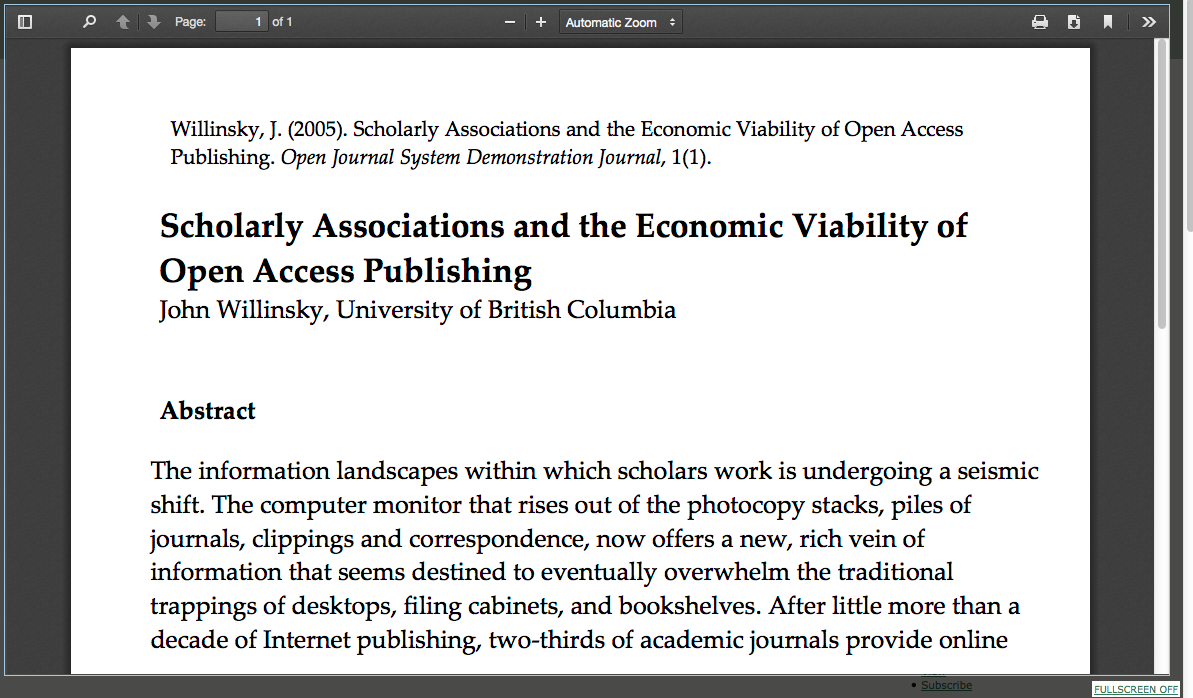 Page: 1 of 1 Automatic Zoom
Willinsky, J. (2005). Scholarly Associations and the Economic Viability of Open Access
Publishing. Open Journal System Demonstration Journal, 1(1).
Scholarly Associations and the Economic Viability of
Open Access Publishing
John Willinsky, University of British Columbia
Abstract
The information landscapes within which scholars work is undergoing a seismic
shift. The computer monitor that rises out of the photocopy stacks, piles of
journals, clippings and correspondence, now offers a new, rich vein of
information that seems destined to eventually overwhelm the traditional
trappings of desktops, filing cabinets, and bookshelves. After little more than a
decade of Internet publishing, two-thirds of academic journals provide online
Subscribe
FULLSCREEN OFF